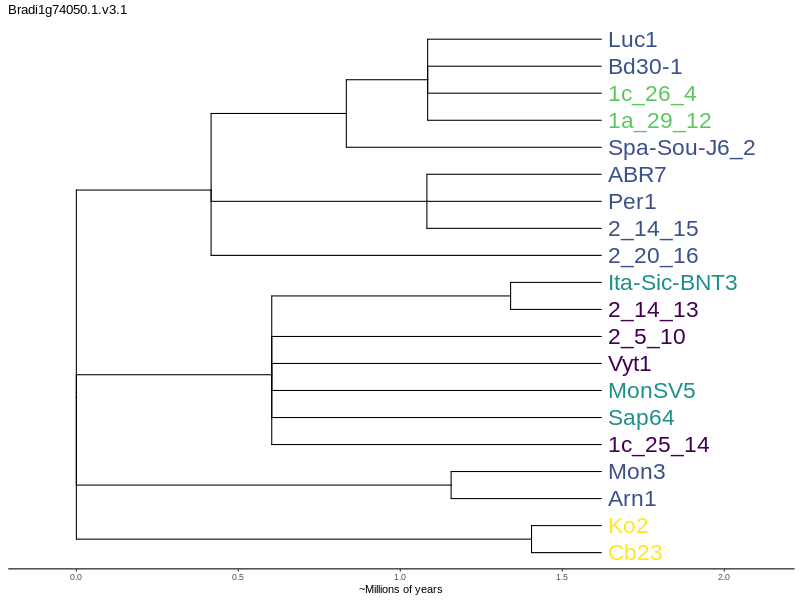 Bradi1g74050.1.v3.1
Luc1
Bd30-1
1c_26_4
1a_29_12
Spa-Sou-J6_2
ABR7
Per1
2_14_15
2_20_16
Ita-Sic-BNT3
2_14_13
2_5_10
Vyt1
MonSV5
Sap64
1c_25_14
Mon3
Arn1
Ko2
Cb23
0.0 0.5 1.0 1.5 2.0
~Millions of years